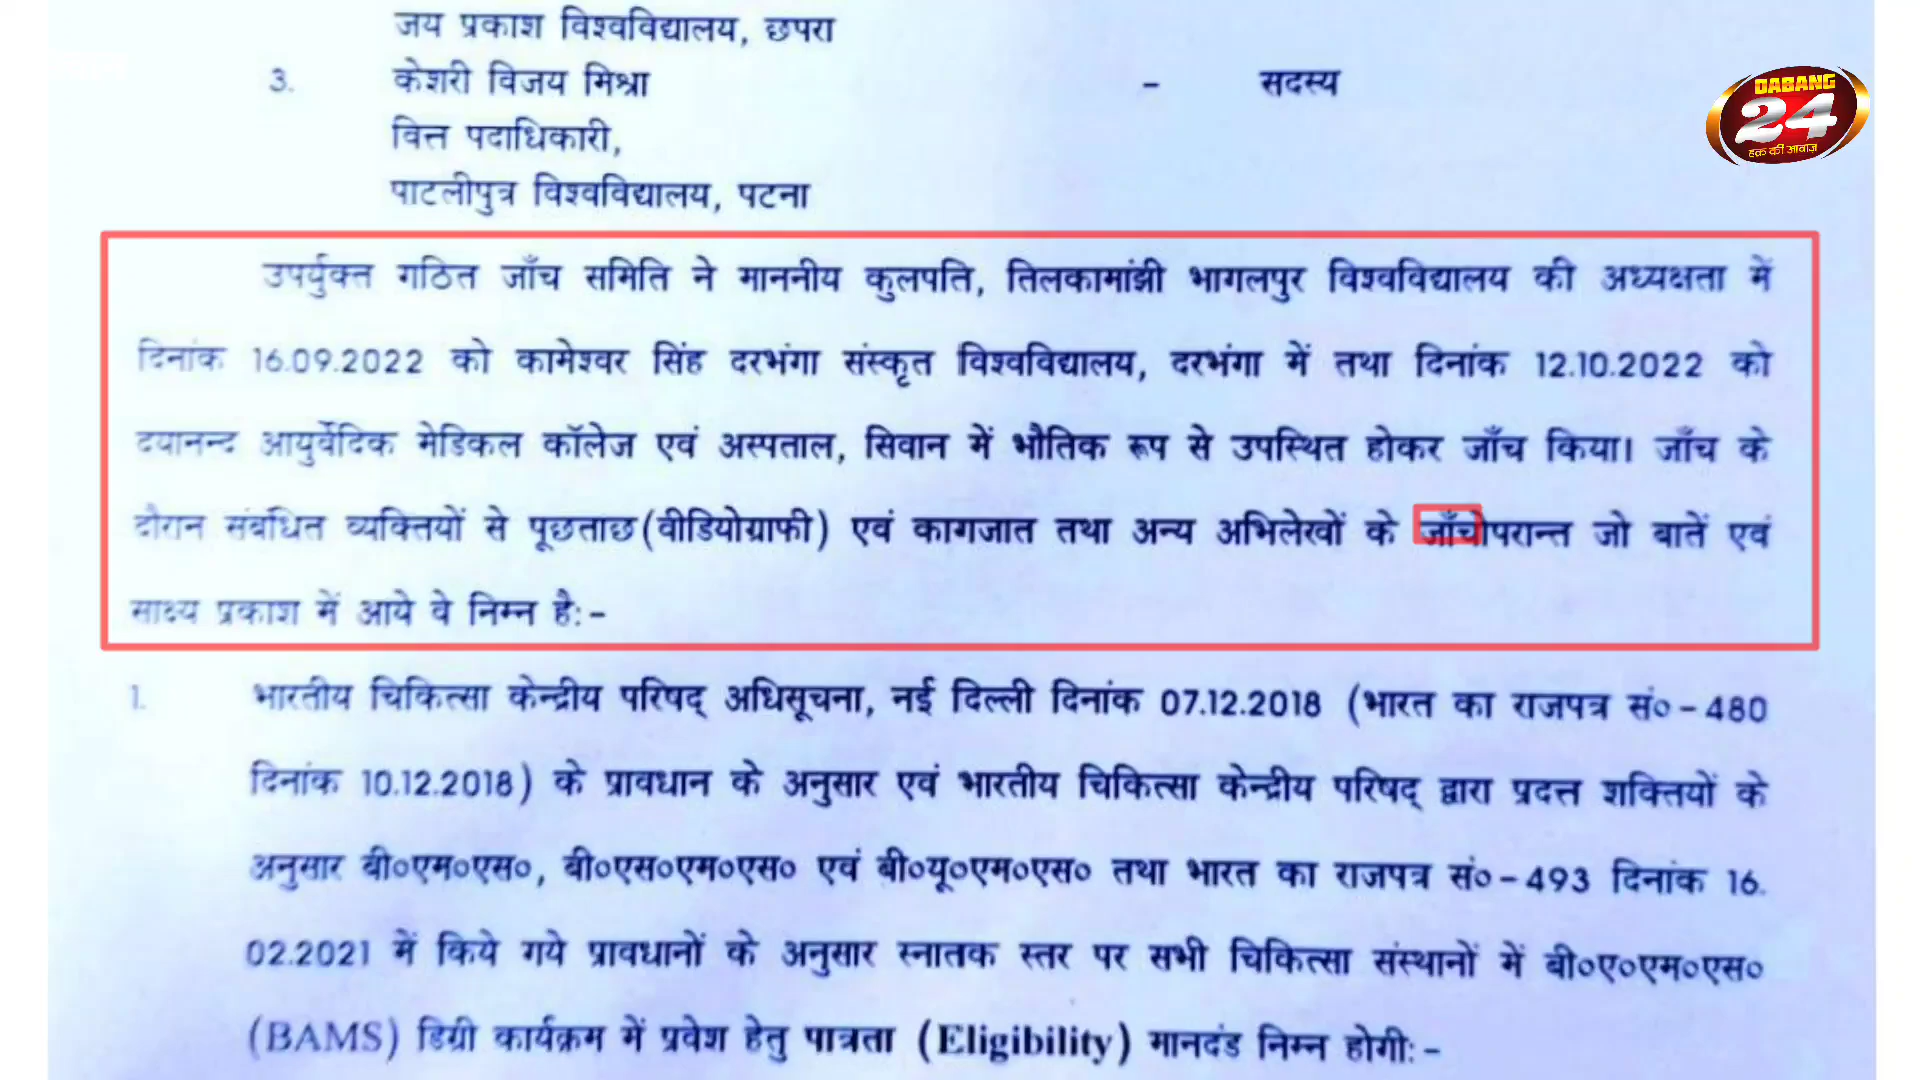 जय प्रकाश विश्वविद्यालय, छपरा
3. केशरी विजय मिश्रा - सदस्य
वित्त पदाधिकारी,
पाटलीपुत्र विश्वविद्यालय, पटना
DABANG
24
हक की आवाज़
उपर्युक्त गठित जाँच समिति ने माननीय कुलपति, तिलकामांझी भागलपुर विश्वविद्यालय की अध्यक्षता में
दिनांक 16.09.2022 को कामेश्वर सिंह दरभंगा संस्कृत विश्वविद्यालय, दरभंगा में तथा दिनांक 12.10.2022 को
दयानन्द आयुर्वेदिक मेडिकल कॉलेज एवं अस्पताल, सिवान में भौतिक रूप से उपस्थित होकर जाँच किया। जाँच के
दौरान संबंधित व्यक्तियों से पूछताछ(वीडियोग्राफी) एवं कागजात तथा अन्य अभिलेखों के जाँचोपरान्त जो बातें एवं
साक्ष्य प्रकाश में आये वे निम्न है:-
1. भारतीय चिकित्सा केन्द्रीय परिषद् अधिसूचना, नई दिल्ली दिनांक 07.12.2018 (भारत का राजपत्र सं०-480
दिनांक 10.12.2018) के प्रावधान के अनुसार एवं भारतीय चिकित्सा केन्द्रीय परिषद् द्वारा प्रदत्त शक्तियों के
अनुसार बी०एम०एस०, बी०एस०एम०एस० एवं बी०यू०एम०एस० तथा भारत का राजपत्र सं०-493 दिनांक 16.
02.2021 में किये गये प्रावधानों के अनुसार स्नातक स्तर पर सभी चिकित्सा संस्थानों में बी०ए०एम०एस०
(BAMS) डिग्री कार्यक्रम में प्रवेश हेतु पात्रता (Eligibility) मानदंड निम्न होगी:-